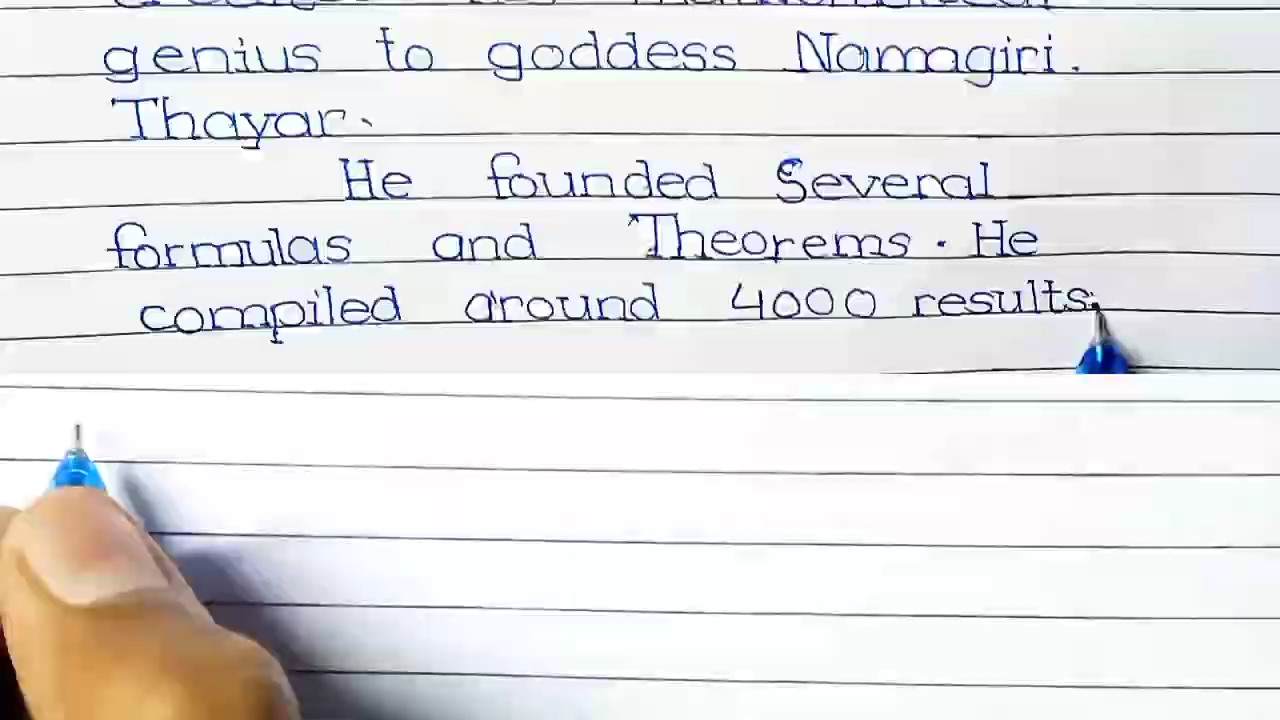 genius to goddess Namagiri.
Thayar.
He founded Several
formulas and Theorems. He
compiled around 4000 results.